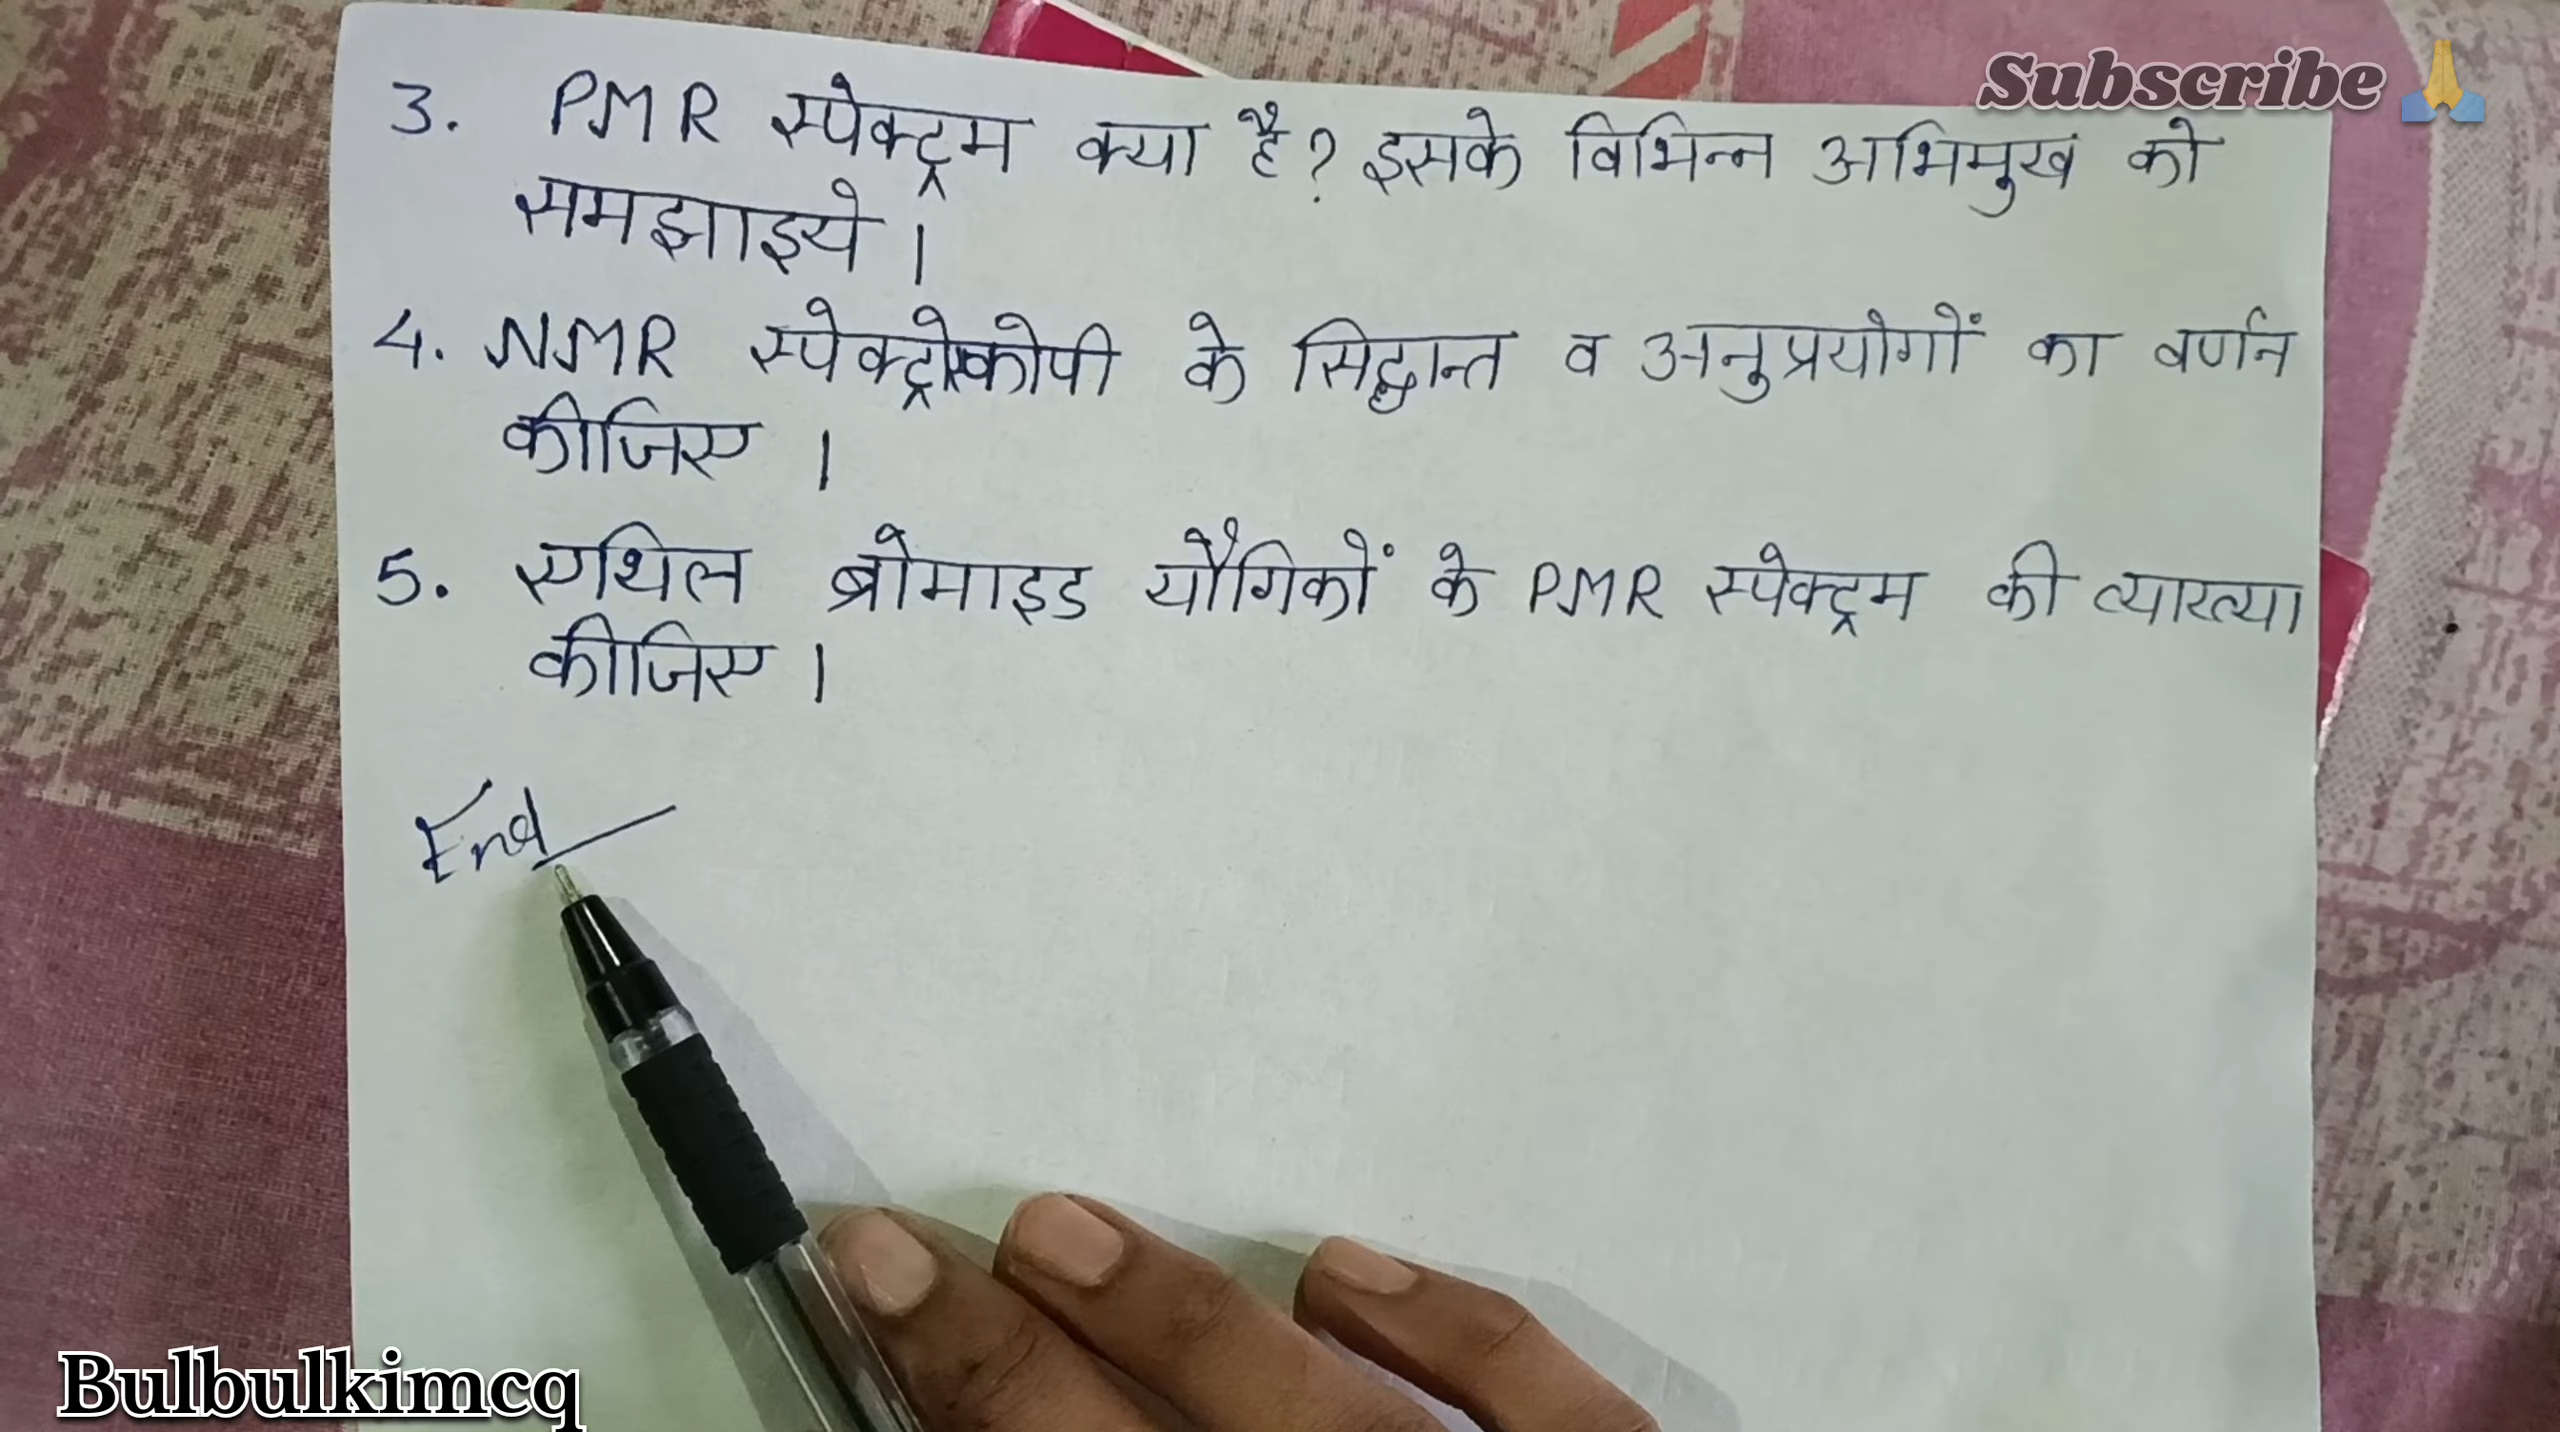 Subscribe 🙏
3. PMR स्पेक्ट्रम क्या है? इसके विभिन्न अभिमुख को
समझाइये ।
4. NMR स्पेक्ट्रोस्कोपी के सिद्धान्त व अनुप्रयोगों का वर्णन
कीजिए ।
5. एथिल ब्रोमाइड यौगिकों के PMR स्पेक्ट्रम की व्याख्या
कीजिए ।
End
Bulbulkimcq